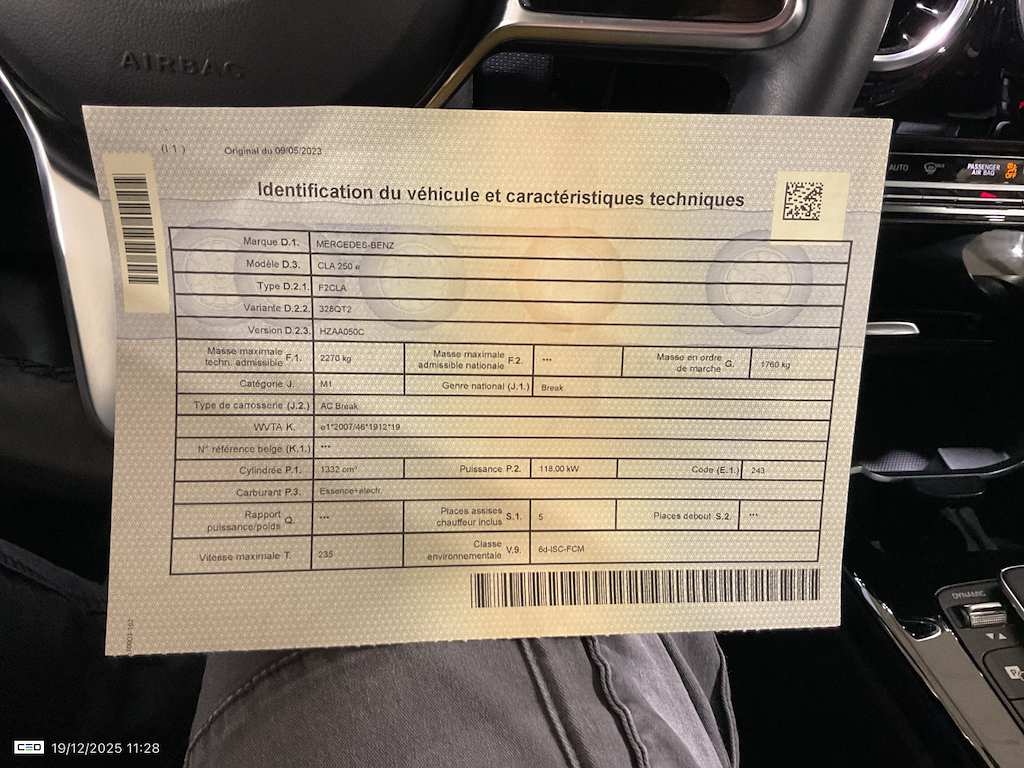 AIRBAG
(I.1 ) Original du 09/05/2023
Identification du véhicule et caractéristiques techniques
Marque D.1. MERCEDES-BENZ
Modèle D.3. CLA 250 e
Type D.2.1. F2CLA
Variante D.2.2. 328QT2
Version D.2.3. HZAA050C
Masse maximale techn. admissible F.1. 2270 kg Masse maximale admissible nationale F.2. *** Masse en ordre de marche G. 1760 kg
Catégorie J. M1 Genre national (J.1.) Break
Type de carrosserie (J.2.) AC Break
WVTA K. e1*2007/46*1912*19
N° référence belge (K.1.) ***
Cylindrée P.1. 1332 cm³ Puissance P.2. 118,00 kW Code (E.1.) 243
Carburant P.3. Essence+électr
Rapport puissance/poids Q. *** Places assises chauffeur inclus S.1. 5 Places debout S.2. ***
Vitesse maximale T. 235 Classe environnementale V.9. 6d-ISC-FCM
AUTO
PASSENGER
AIR BAG
OFF
DYNAMIC
CEO 19/12/2025 11:28